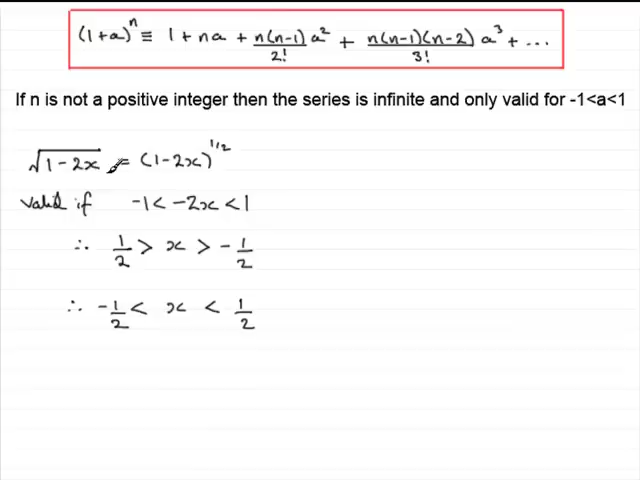 (1+a)^n ≡ 1 + na + n(n-1)/2! a^2 + n(n-1)(n-2)/3! a^3 + ...
If n is not a positive integer then the series is infinite and only valid for -1<a<1
√(1-2x) = (1-2x)^1/2
valid if -1 < -2x < 1
∴ 1/2 > x > -1/2
∴ -1/2 < x < 1/2